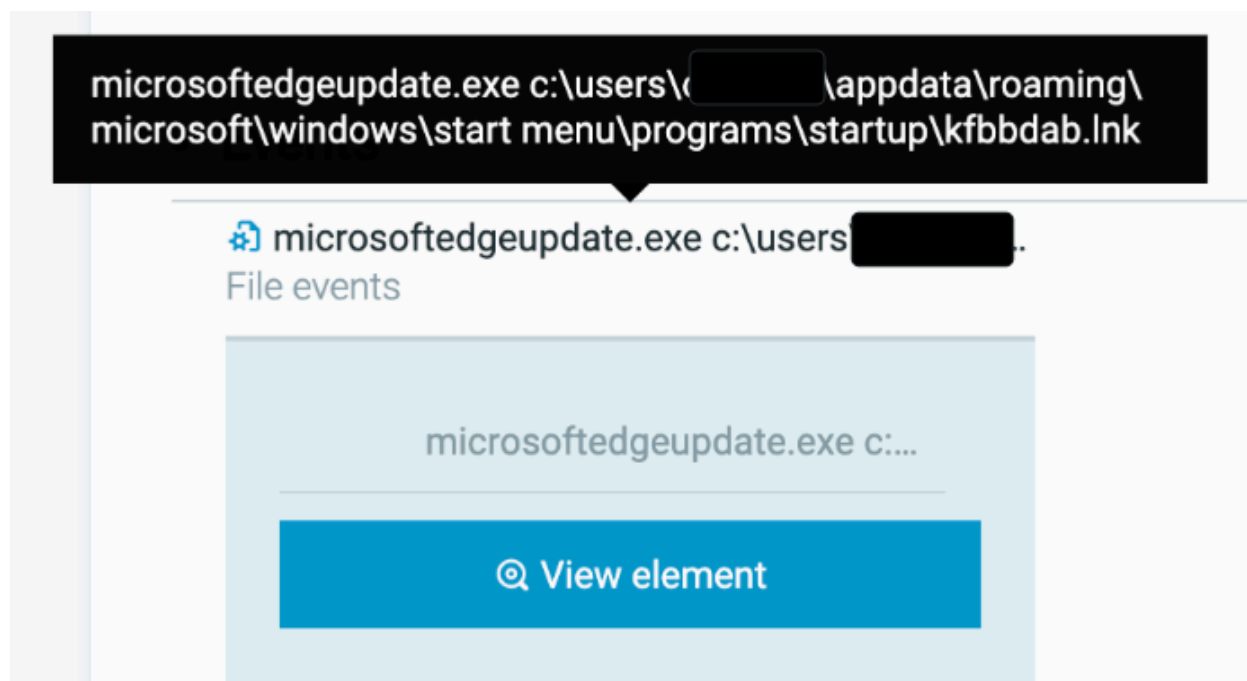 microsoftedgeupdate.exe c:\users\ \appdata\roaming\
microsoft\windows\start menu\programs\startup\kfbbdab.lnk
Events
microsoftedgeupdate.exe c:\users\ ..
File events
microsoftedgeupdate.exe c:...
View element